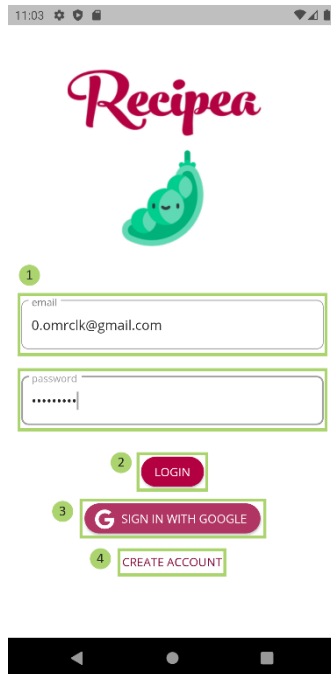 11:03
Recipea
1
email
0.omrclk@gmail.com
password
•••••••••
2
LOGIN
3
G SIGN IN WITH GOOGLE
4
CREATE ACCOUNT